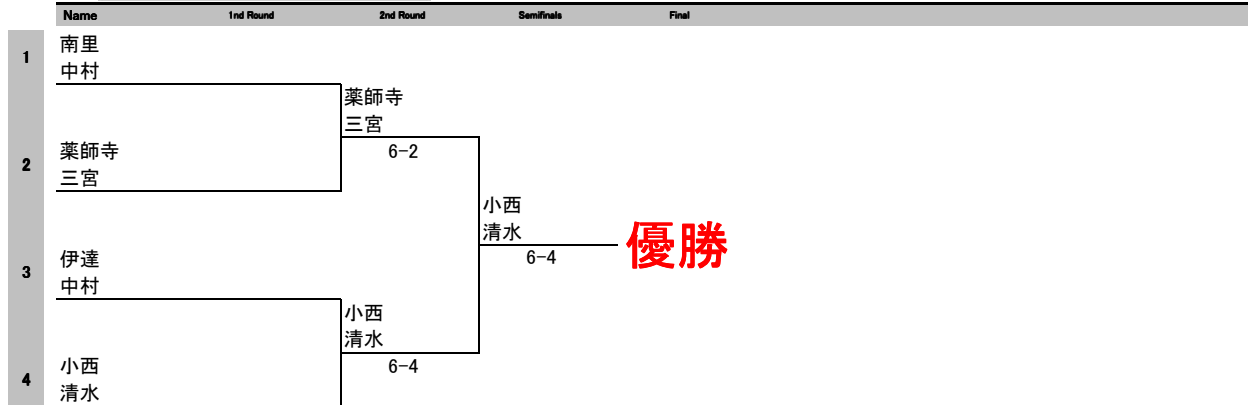 Name 1nd Round 2nd Round Semifinals Final
1
南里
中村
薬師寺
三宮
6-2
2
薬師寺
三宮
小西
清水
6-4
優勝
3
伊達
中村
小西
清水
6-4
4
小西
清水